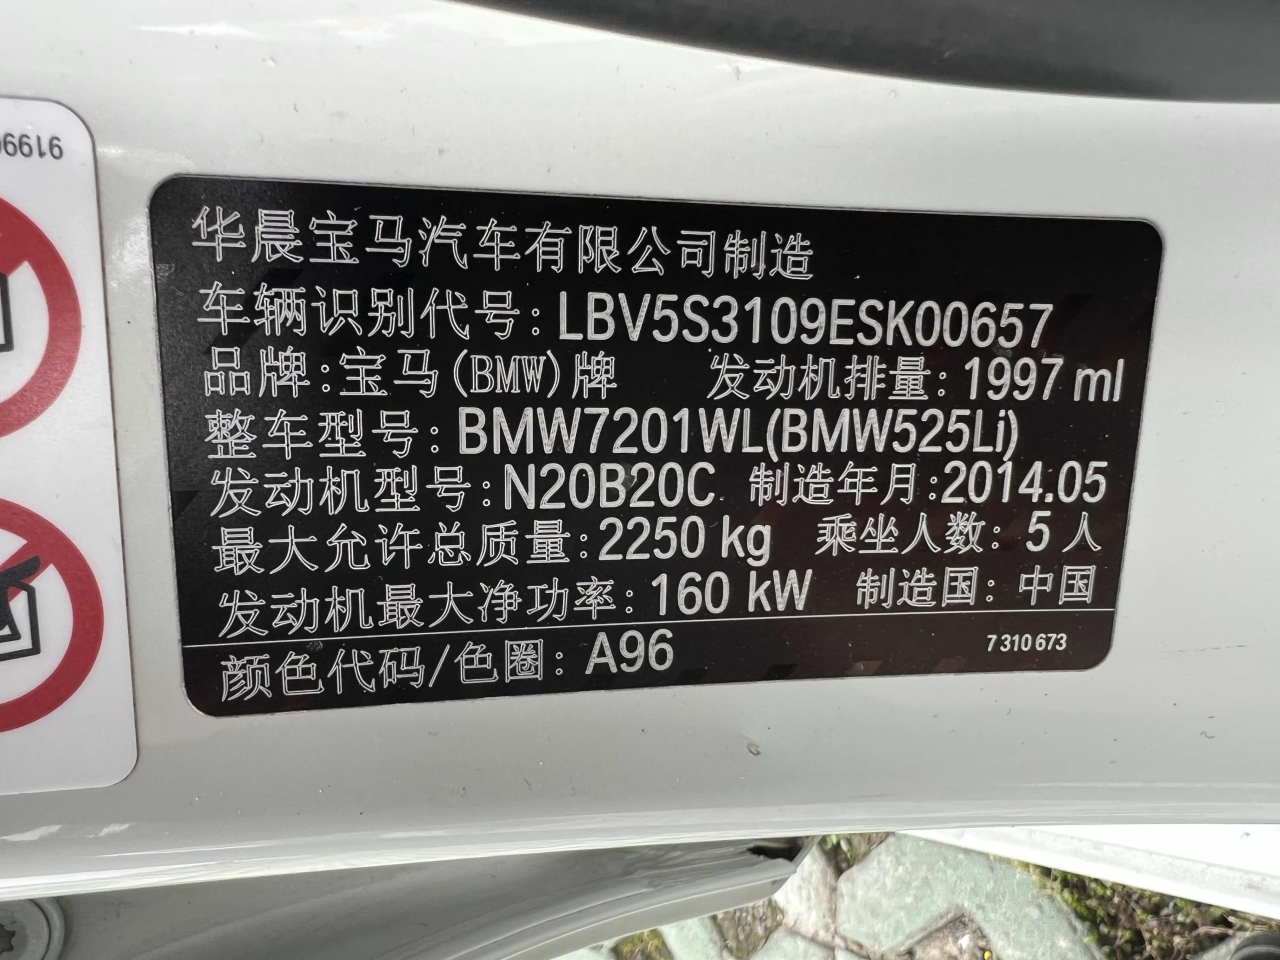 91996
华晨宝马汽车有限公司制造
车辆识别代号:LBV5S3109ESK00657
品牌:宝马(BMW)牌 发动机排量:1997 ml
整车型号:BMW7201WL(BMW525Li)
发动机型号:N20B20C 制造年月:2014.05
最大允许总质量:2250 kg 乘坐人数:5人
发动机最大净功率:160 kW 制造国:中国
颜色代码/色圈:A96 7 310 673